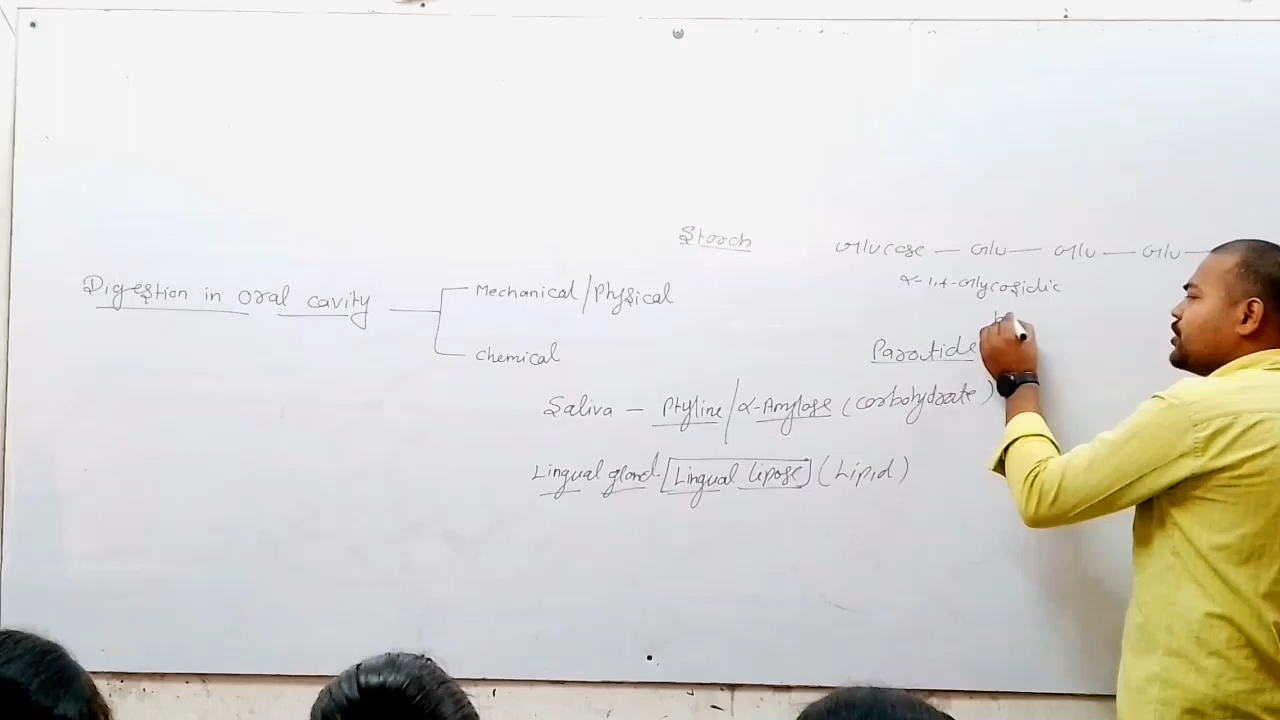 Starch
Glucose — Glu — Glu — Glu —
α-1,4-Glycosidic
Digestion in oral cavity
Mechanical/Physical
Chemical
Parotide
Saliva — Ptyline/α-Amylase (Carbohydrate)
Lingual gland - Lingual lipase (Lipid)